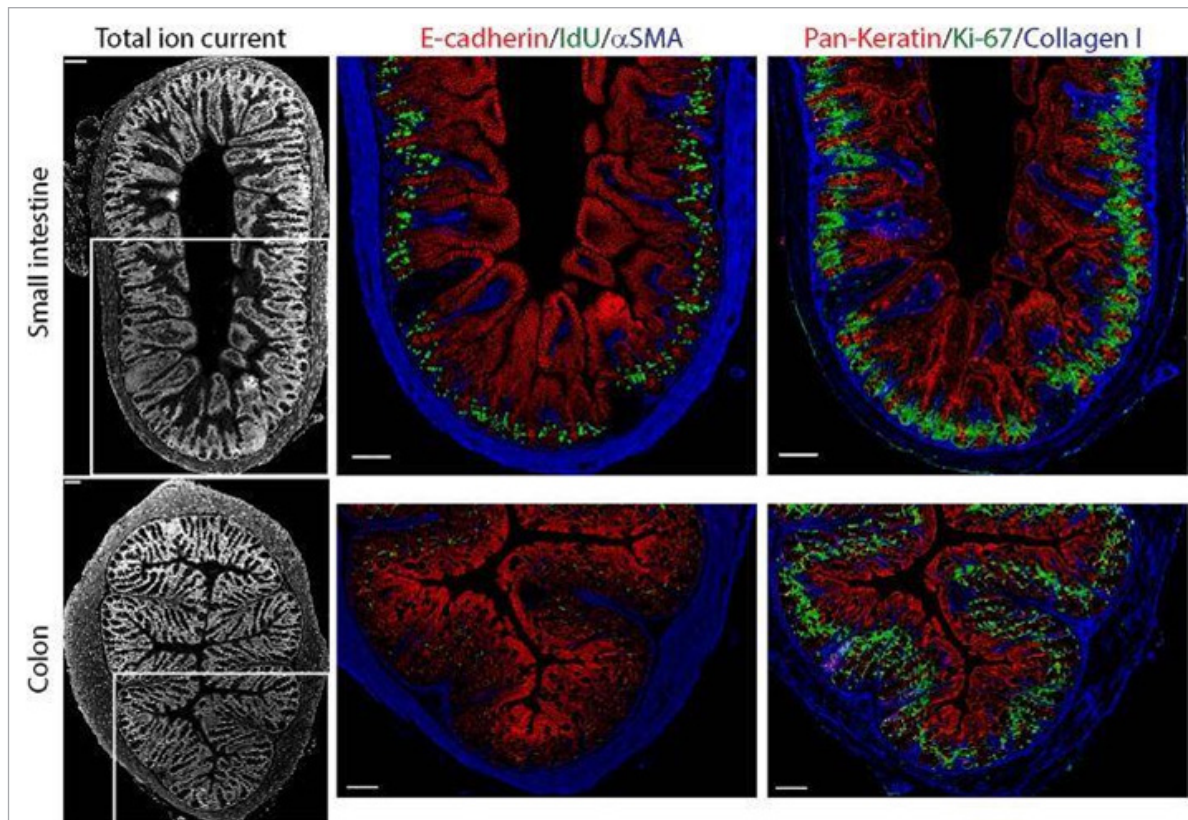 Total ion current
E-cadherin/IdU/αSMA
Pan-Keratin/Ki-67/Collagen I
Small intestine
Colon